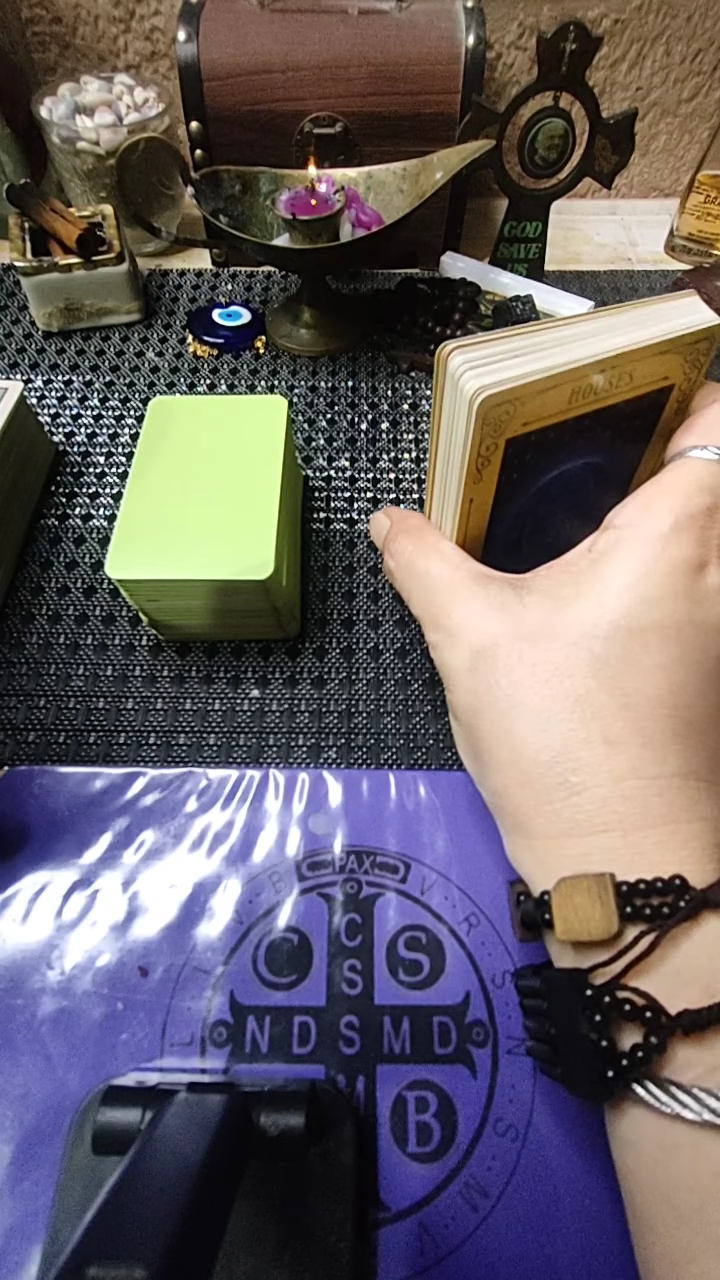 GOD
SAVE
US
HOUSES
PAX
B V R S N S M V
L I V
C S
C
S
N D S M D
M
B